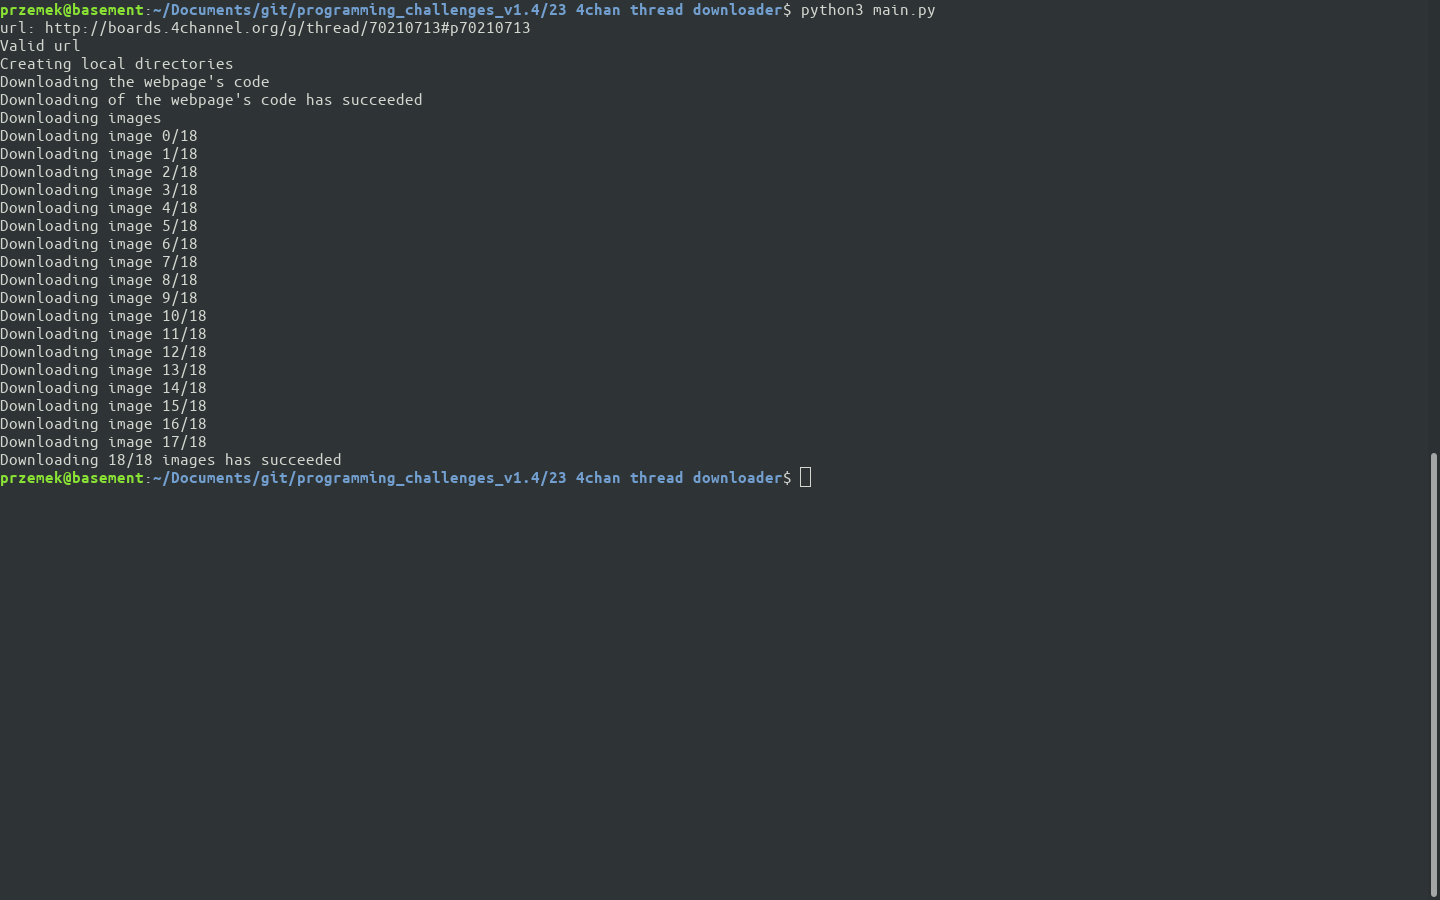 przemek@basement:~/Documents/git/programming_challenges_v1.4/23 4chan thread downloader$ python3 main.py
url: http://boards.4channel.org/g/thread/70210713#p70210713
Valid url
Creating local directories
Downloading the webpage's code
Downloading of the webpage's code has succeeded
Downloading images
Downloading image 0/18
Downloading image 1/18
Downloading image 2/18
Downloading image 3/18
Downloading image 4/18
Downloading image 5/18
Downloading image 6/18
Downloading image 7/18
Downloading image 8/18
Downloading image 9/18
Downloading image 10/18
Downloading image 11/18
Downloading image 12/18
Downloading image 13/18
Downloading image 14/18
Downloading image 15/18
Downloading image 16/18
Downloading image 17/18
Downloading 18/18 images has succeeded
przemek@basement:~/Documents/git/programming_challenges_v1.4/23 4chan thread downloader$